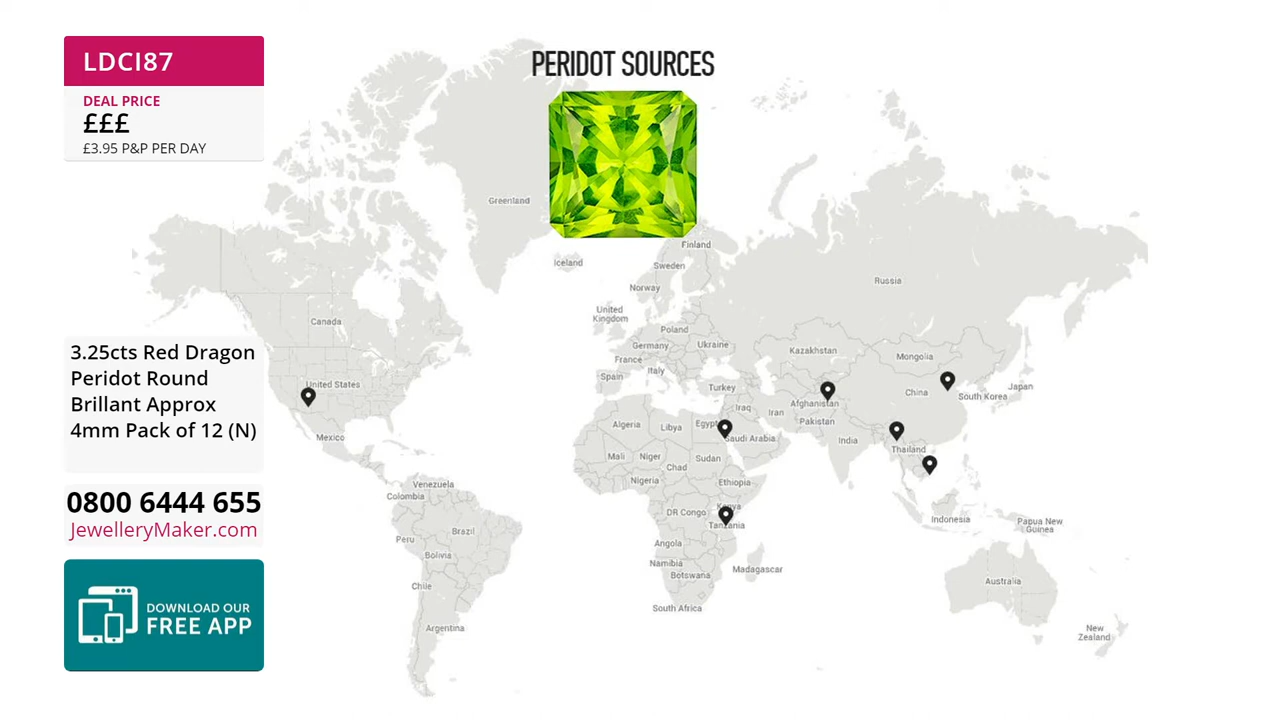 LDCI87
DEAL PRICE
£££
£3.95 P&P PER DAY
3.25cts Red Dragon
Peridot Round
Brillant Approx
4mm Pack of 12 (N)
0800 6444 655
JewelleryMaker.com
DOWNLOAD OUR
FREE APP
PERIDOT SOURCES
Greenland
Iceland
Finland
Sweden
Norway
Russia
United
Kingdom
Canada
Poland
Germany
Ukraine
France
Italy
Spain
Kazakhstan
Mongolia
United States
Turkey
China
Japan
South Korea
Afghanistan
Iraq
Iran
Pakistan
Mexico
Algeria
Libya
Egypt
Saudi Arabia
India
Thailand
Mali
Niger
Sudan
Chad
Nigeria
Ethiopia
Venezuela
Colombia
DR Congo
Kenya
Tanzania
Indonesia
Papua New
Guinea
Brazil
Peru
Angola
Bolivia
Namibia
Botswana
Madagascar
Chile
Australia
South Africa
Argentina
New
Zealand